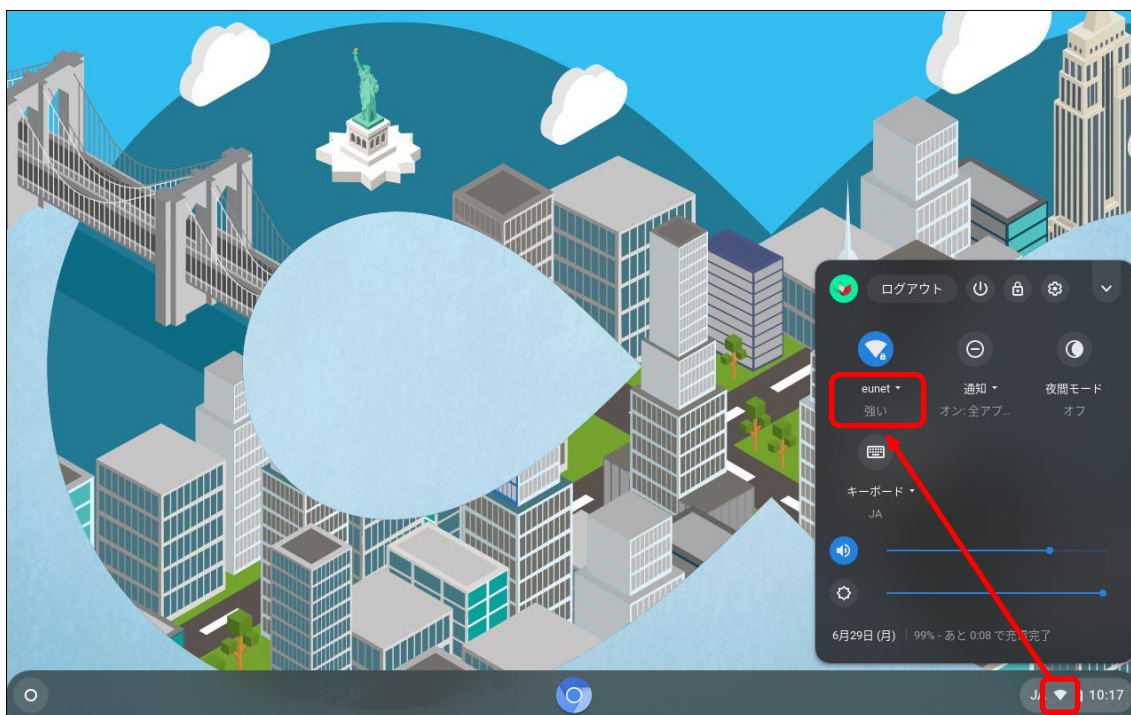 ログアウト
eunet
通知
夜間モード
強い
オン: 全アプ...
オフ
キーボード
JA
6月29日 (月)
99% - あと 0:08 で充電完了
JA
10:17